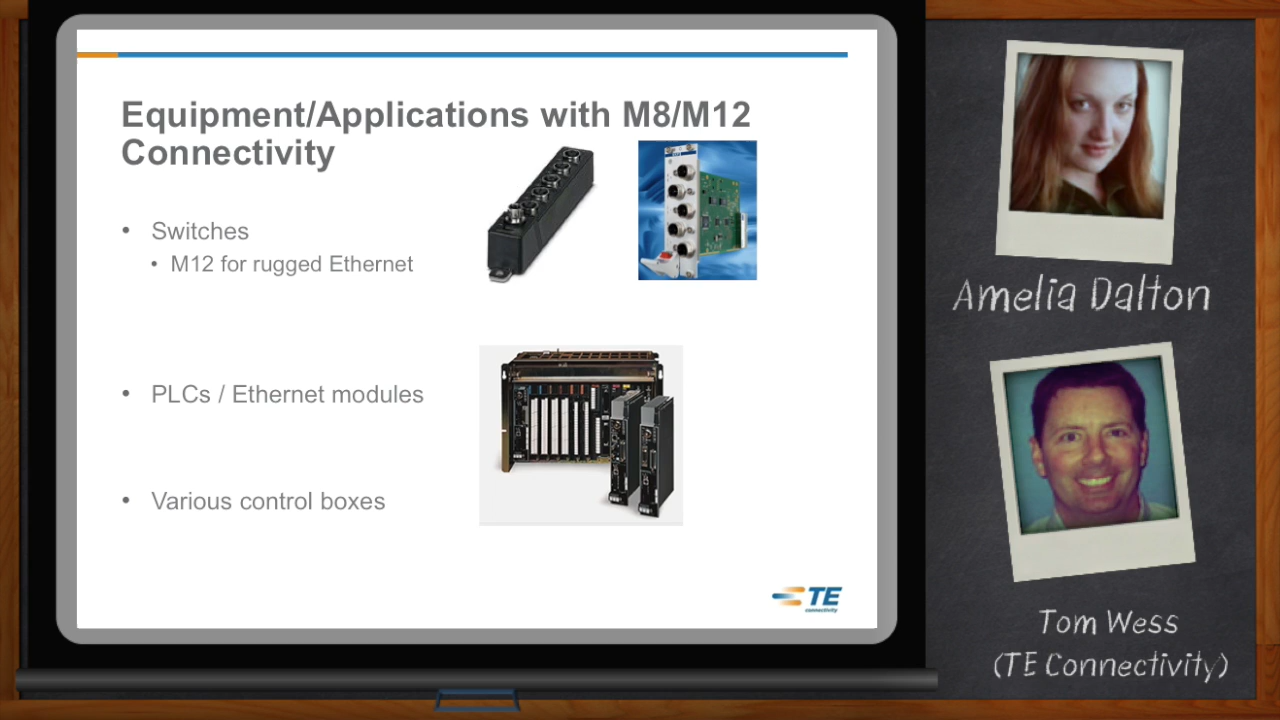 Equipment/Applications with M8/M12
Connectivity
• Switches
• M12 for rugged Ethernet
• PLCs / Ethernet modules
• Various control boxes
TE
connectivity
Amelia Dalton
Tom Wess
(TE Connectivity)